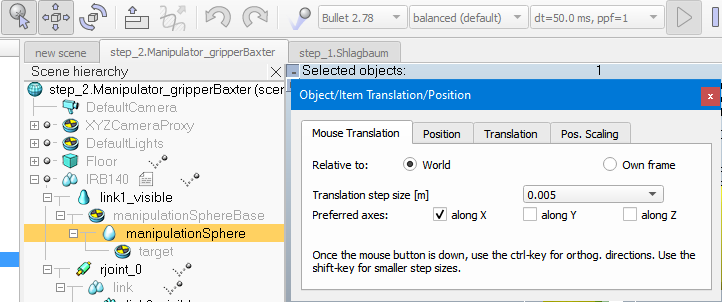 Bullet 2.78
balanced (default)
dt=50.0 ms, ppf=1
new scene
step_2.Manipulator_gripperBaxter
step_1.Shlagbaum
Scene hierarchy
Selected objects:
1
step_2.Manipulator_gripperBaxter (scen
DefaultCamera
XYZCameraProxy
DefaultLights
Floor
IRB140
link1_visible
manipulationSphereBase
manipulationSphere
target
rjoint_0
link
Object/Item Translation/Position
Mouse Translation
Position
Translation
Pos. Scaling
Relative to:
World
Own frame
Translation step size [m]
0.005
Preferred axes:
along X
along Y
along Z
Once the mouse button is down, use the ctrl-key for orthog. directions. Use the
shift-key for smaller step sizes.